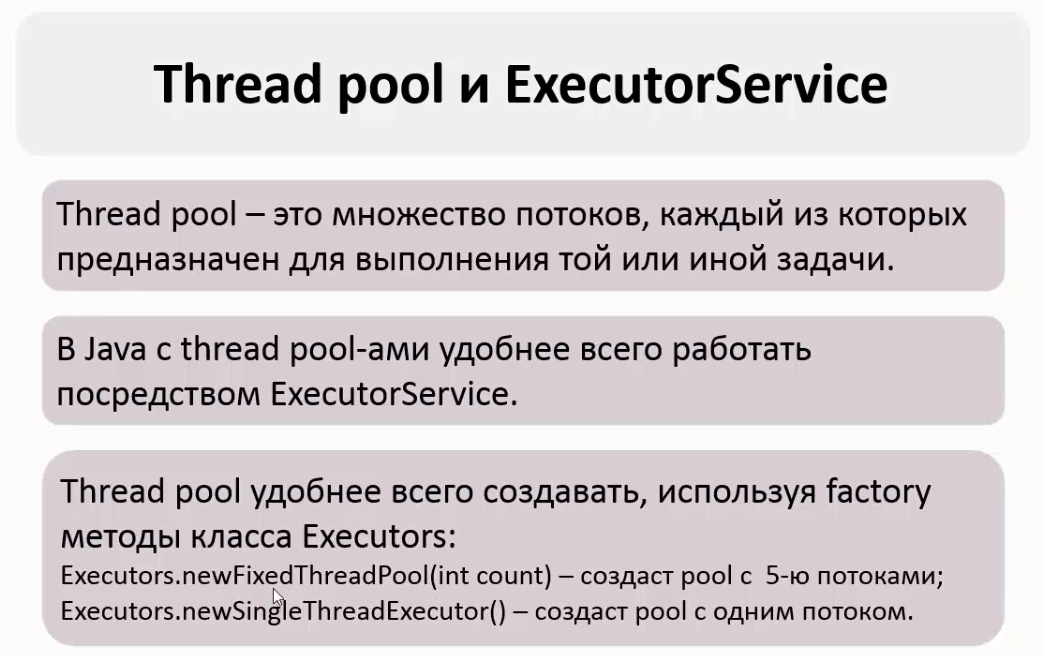 Thread pool и ExecutorService
Thread pool – это множество потоков, каждый из которых
предназначен для выполнения той или иной задачи.
В Java с thread pool-ами удобнее всего работать
посредством ExecutorService.
Thread pool удобнее всего создавать, используя factory
методы класса Executors:
Executors.newFixedThreadPool(int count) – создаст pool с  5-ю потоками;
Executors.newSingleThreadExecutor() – создаст pool с одним потоком.